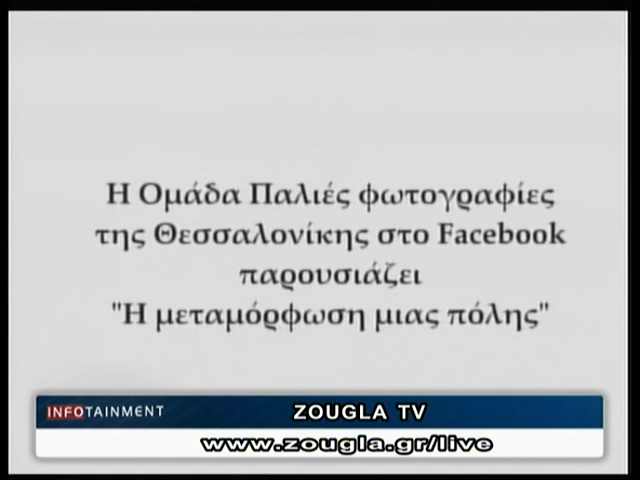 Η Ομάδα Παλιές φωτογραφίες
της Θεσσαλονίκης στο Facebook
παρουσιάζει
"Η μεταμόρφωση μιας πόλης"
INFOTAINMENT ZOUGLA TV
www.zougla.gr/live